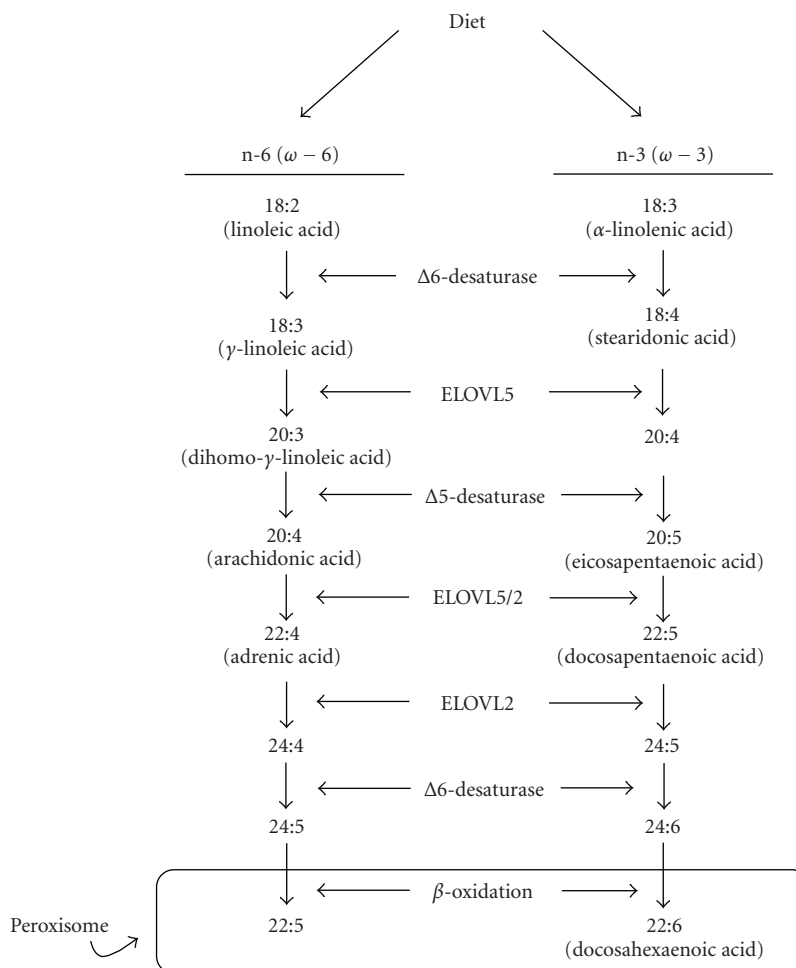 Diet
n-6 (ω − 6)
n-3 (ω − 3)
18:2
(linoleic acid)
18:3
(α-linolenic acid)
Δ6-desaturase
18:3
(γ-linoleic acid)
18:4
(stearidonic acid)
ELOVL5
20:3
(dihomo-γ-linoleic acid)
20:4
Δ5-desaturase
20:4
(arachidonic acid)
20:5
(eicosapentaenoic acid)
ELOVL5/2
22:4
(adrenic acid)
22:5
(docosapentaenoic acid)
ELOVL2
24:4
24:5
Δ6-desaturase
24:5
24:6
β-oxidation
Peroxisome
22:5
22:6
(docosahexaenoic acid)